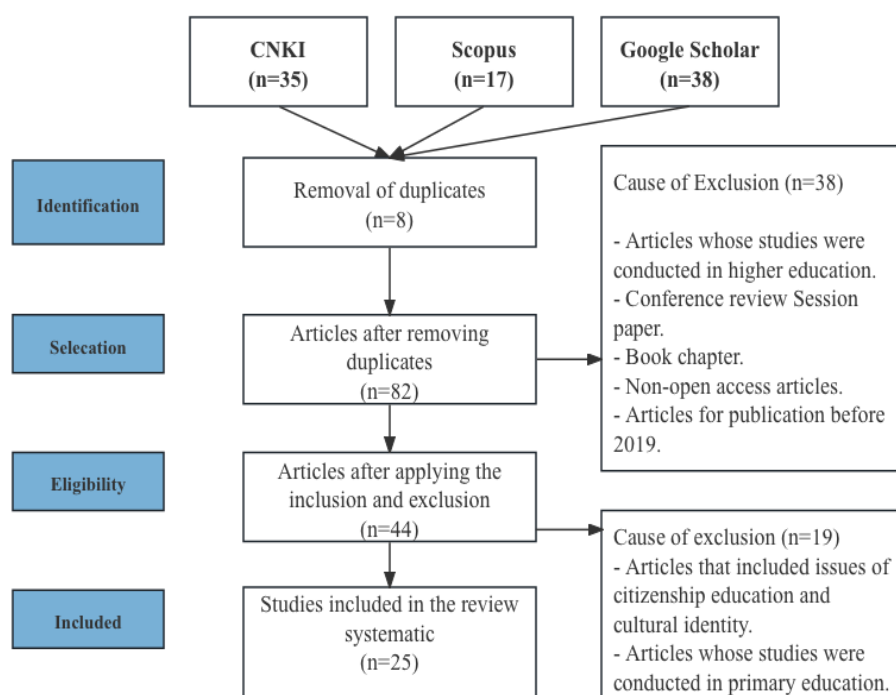 CNKI
(n=35)
Scopus
(n=17)
Google Scholar
(n=38)
Identification
Removal of duplicates
(n=8)
Cause of Exclusion (n=38)
- Articles whose studies were
conducted in higher education.
- Conference review Session
paper.
- Book chapter.
- Non-open access articles.
- Articles for publication before
2019.
Selecation
Articles after removing
duplicates
(n=82)
Eligibility
Articles after applying the
inclusion and exclusion
(n=44)
Cause of exclusion (n=19)
- Articles that included issues of
citizenship education and
cultural identity.
- Articles whose studies were
conducted in primary education.
Included
Studies included in the review
systematic
(n=25)